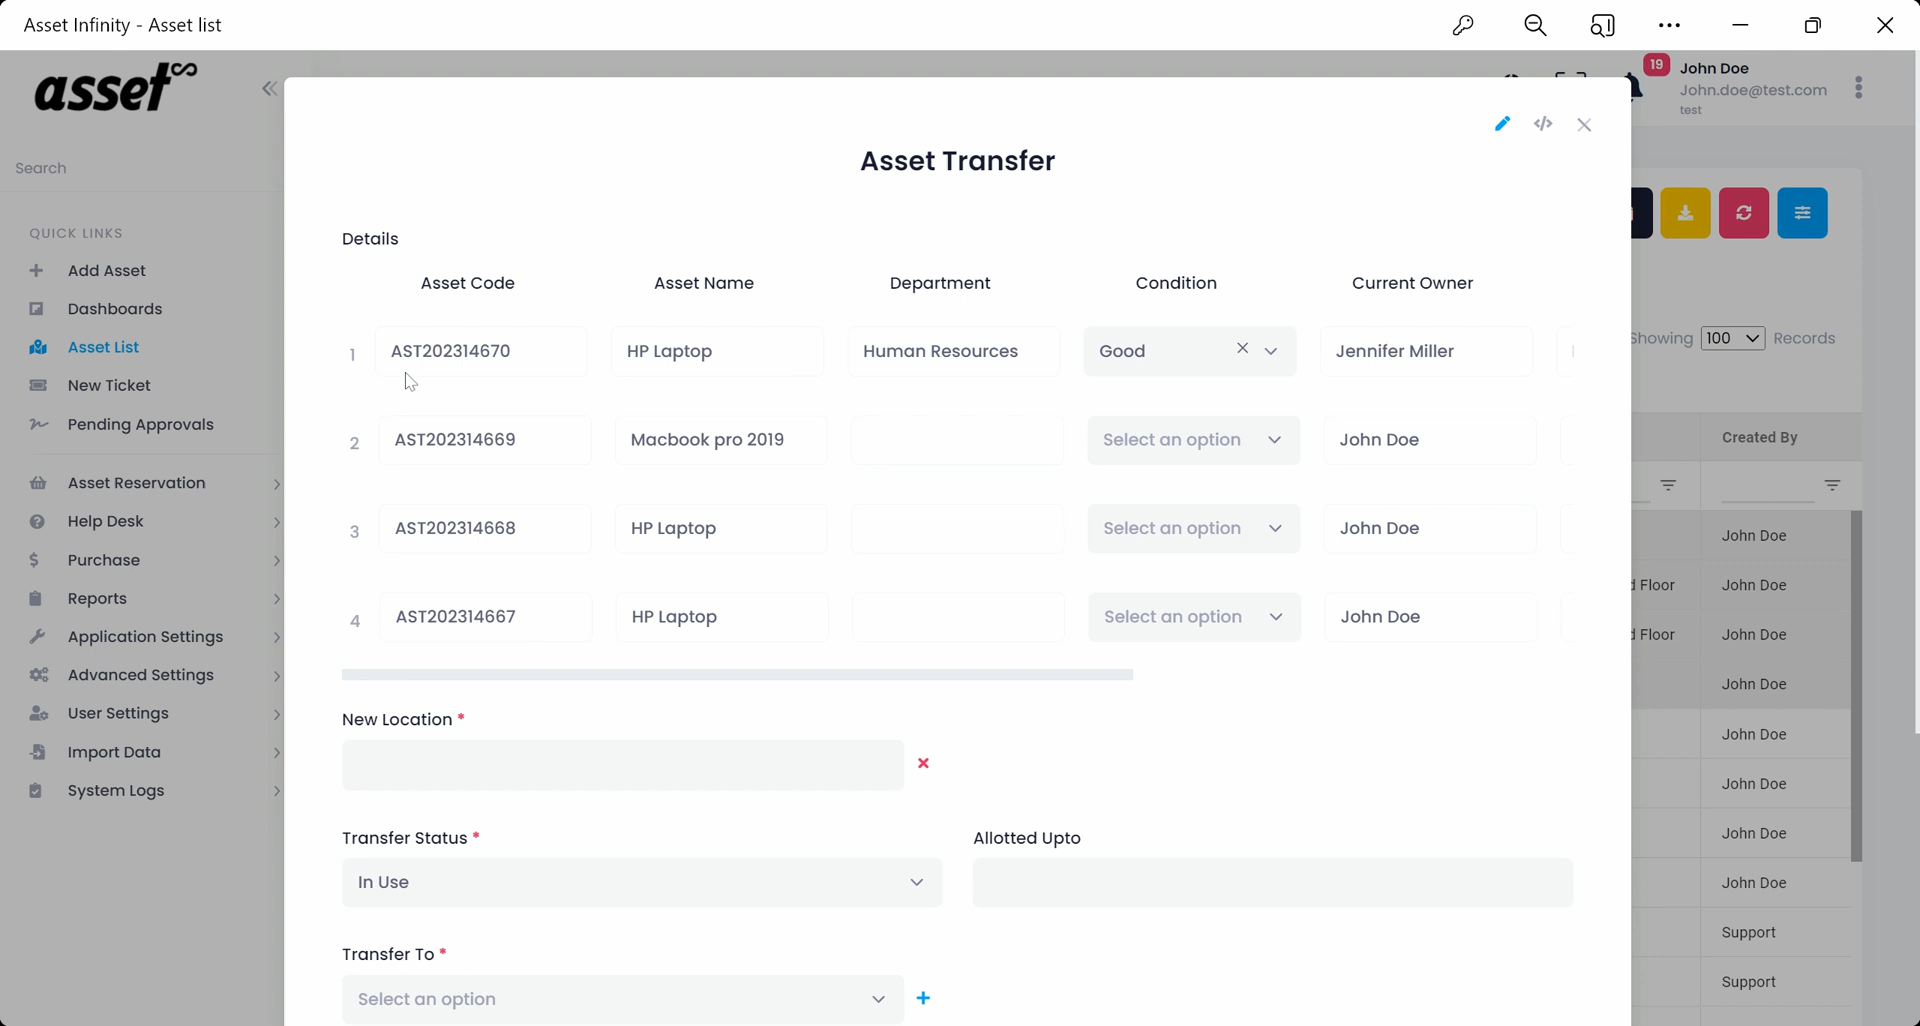 Asset Infinity - Asset list
asset∞
19
John Doe
John.doe@test.com
test
Search
QUICK LINKS
Add Asset
Dashboards
Asset List
New Ticket
Pending Approvals
Asset Reservation
Help Desk
Purchase
Reports
Application Settings
Advanced Settings
User Settings
Import Data
System Logs
Asset Transfer
Details
Asset Code Asset Name Department Condition Current Owner
1 AST202314670 HP Laptop Human Resources Good Jennifer Miller
2 AST202314669 Macbook pro 2019 Select an option John Doe
3 AST202314668 HP Laptop Select an option John Doe
4 AST202314667 HP Laptop Select an option John Doe
New Location *
Transfer Status * Allotted Upto
In Use
Transfer To *
Select an option
Showing 100 Records
Created By
John Doe
Floor John Doe
Floor John Doe
John Doe
John Doe
John Doe
John Doe
John Doe
Support
Support